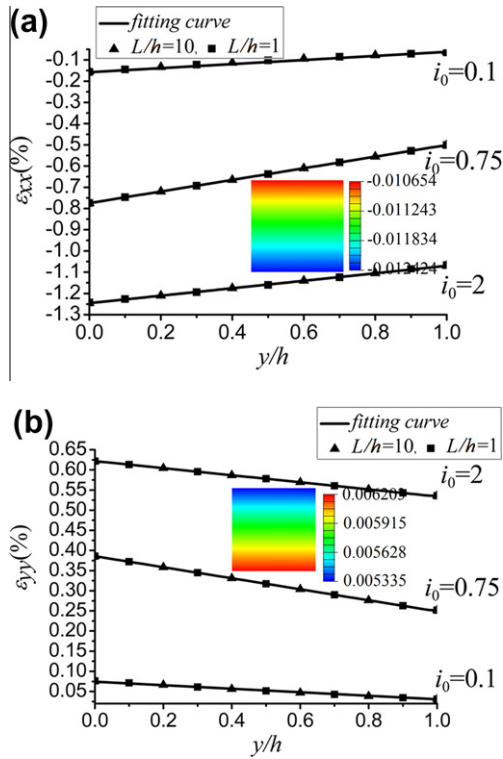 (a)
fitting curve
L/h=10, L/h=1
-0.1
-0.2
-0.3
-0.4
-0.5
-0.6
-0.7
-0.8
-0.9
-1.0
-1.1
-1.2
-1.3
εxx(%)
i₀=0.1
i₀=0.75
i₀=2
-0.010654
-0.011243
-0.011834
-0.012424
0.0 0.2 0.4 0.6 0.8 1.0
y/h
(b)
fitting curve
L/h=10, L/h=1
0.65
0.60
0.55
0.50
0.45
0.40
0.35
0.30
0.25
0.20
0.15
0.10
0.05
εyy(%)
i₀=2
i₀=0.75
i₀=0.1
0.006205
0.005915
0.005628
0.005335
0.0 0.2 0.4 0.6 0.8 1.0
y/h